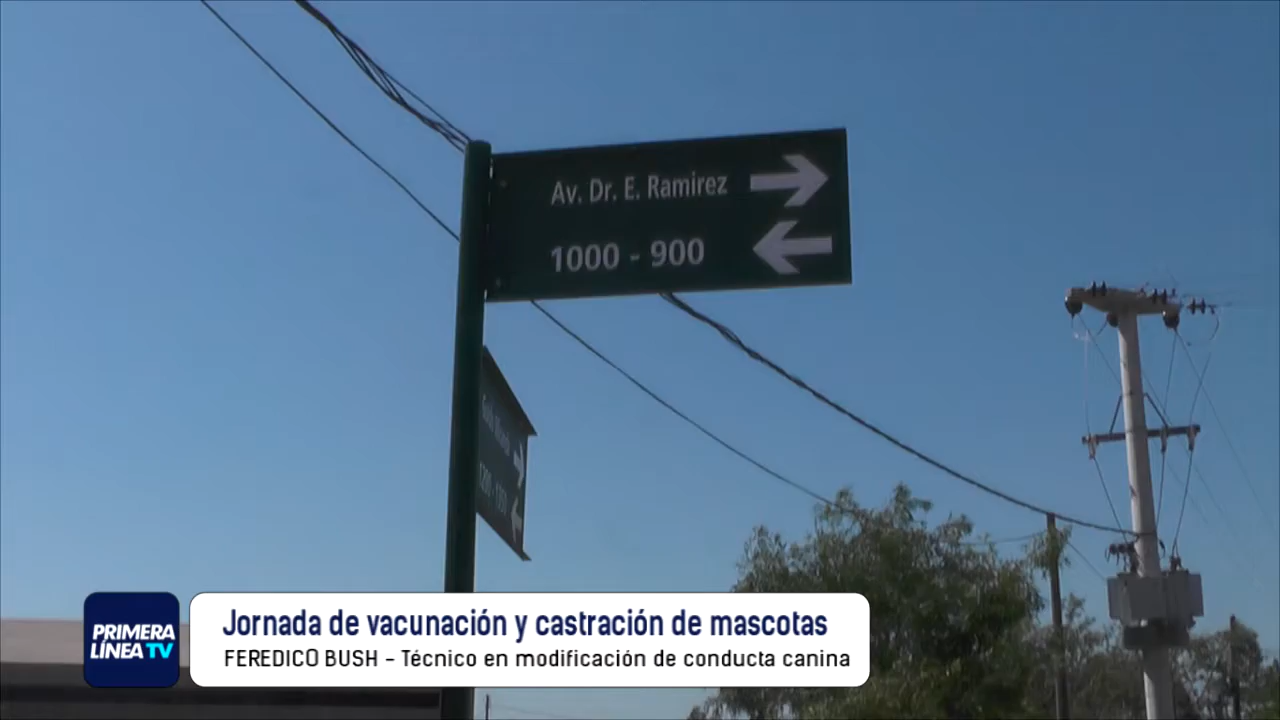 Av. Dr. E. Ramirez
1000 - 900
Jornada de vacunación y castración de mascotas
FEREDICO BUSH - Técnico en modificación de conducta canina
PRIMERA
LÍNEA TV